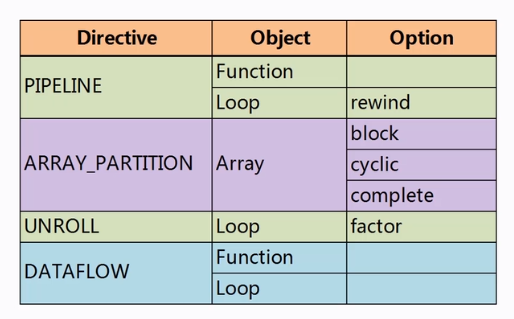 Directive Object Option
PIPELINE Function
Loop rewind
ARRAY_PARTITION Array block
cyclic
complete
UNROLL Loop factor
DATAFLOW Function
Loop